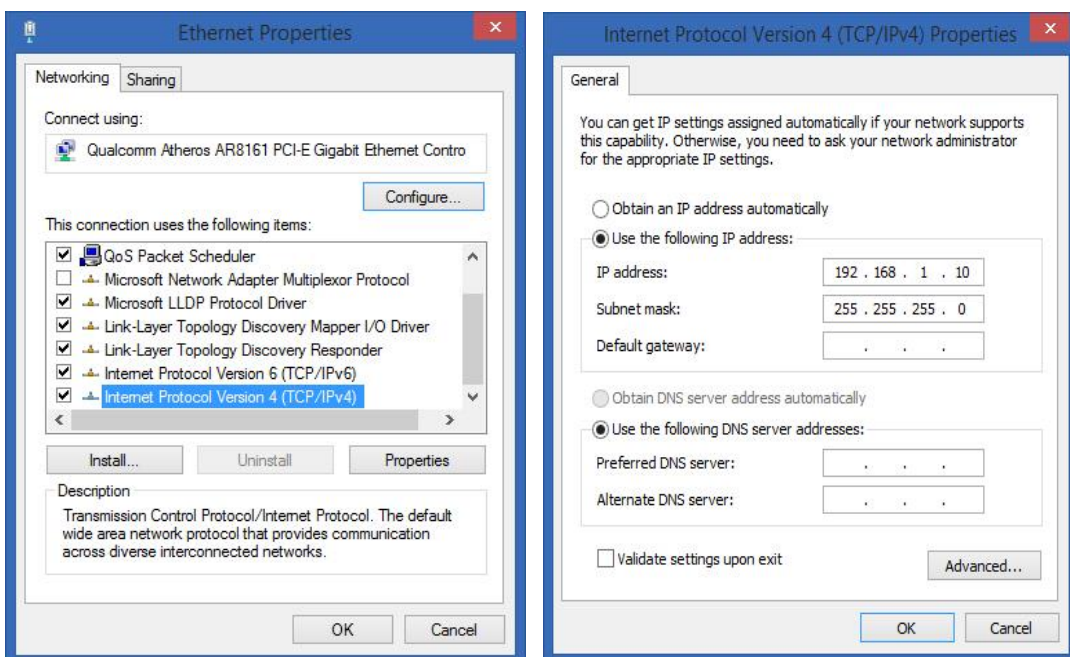 Ethernet Properties
Networking
Sharing
Connect using:
Qualcomm Atheros AR8161 PCI-E Gigabit Ethernet Contro
Configure...
This connection uses the following items:
QoS Packet Scheduler
Microsoft Network Adapter Multiplexor Protocol
Microsoft LLDP Protocol Driver
Link-Layer Topology Discovery Mapper I/O Driver
Link-Layer Topology Discovery Responder
Internet Protocol Version 6 (TCP/IPv6)
Internet Protocol Version 4 (TCP/IPv4)
Install...
Uninstall
Properties
Description
Transmission Control Protocol/Internet Protocol. The default
wide area network protocol that provides communication
across diverse interconnected networks.
OK
Cancel
Internet Protocol Version 4 (TCP/IPv4) Properties
General
You can get IP settings assigned automatically if your network supports
this capability. Otherwise, you need to ask your network administrator
for the appropriate IP settings.
Obtain an IP address automatically
Use the following IP address:
IP address: 192 . 168 . 1 . 10
Subnet mask: 255 . 255 . 255 . 0
Default gateway: . . .
Obtain DNS server address automatically
Use the following DNS server addresses:
Preferred DNS server: . . .
Alternate DNS server: . . .
Validate settings upon exit
Advanced...
OK
Cancel